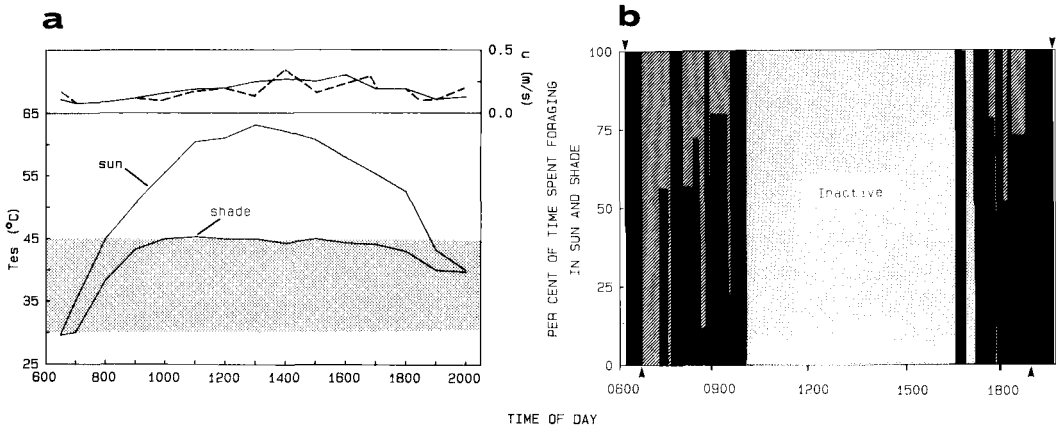 a
0.5
0.0
u (m/s)
65
55
45
35
25
Tes (°C)
sun
shade
600 800 1000 1200 1400 1600 1800 2000
b
100
75
50
25
0
PER CENT OF TIME SPENT FORAGING
IN SUN AND SHADE
Inactive
0600 0900 1200 1500 1800
TIME OF DAY